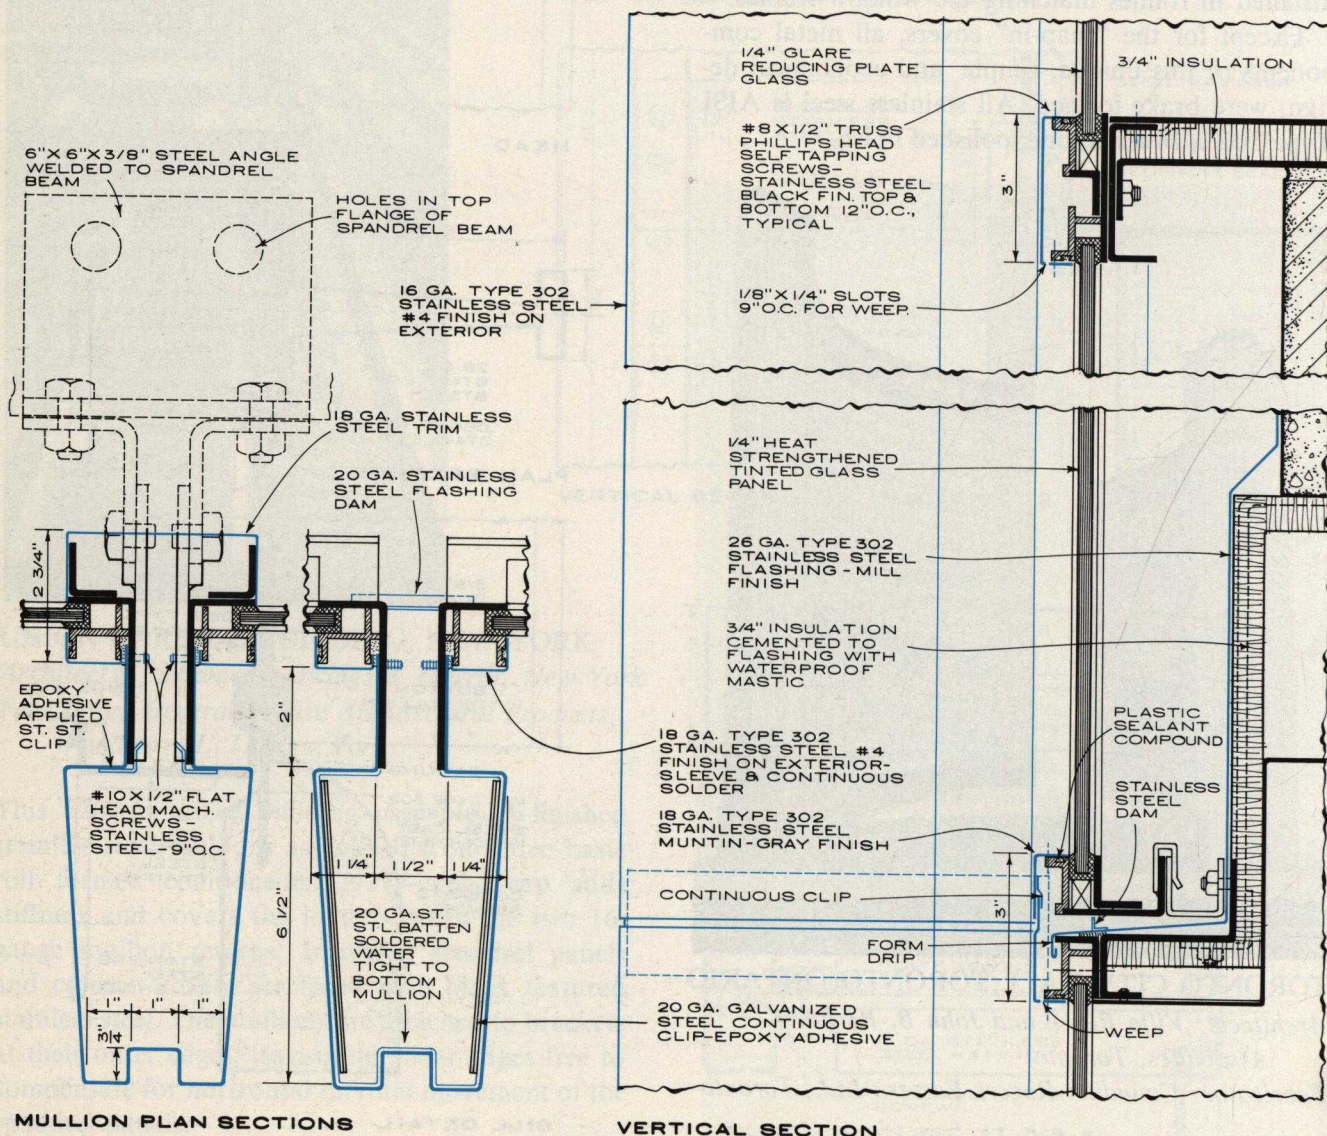 1/4" GLARE
REDUCING PLATE
GLASS
3/4" INSULATION
#8 X 1/2" TRUSS
PHILLIPS HEAD
SELF TAPPING
SCREWS-
STAINLESS STEEL
BLACK FIN. TOP &
BOTTOM 12" O.C.,
TYPICAL
3"
1/8" X 1/4" SLOTS
9" O.C. FOR WEEP
6" X 6" X 3/8" STEEL ANGLE
WELDED TO SPANDREL
BEAM
HOLES IN TOP
FLANGE OF
SPANDREL BEAM
16 GA. TYPE 302
STAINLESS STEEL
#4 FINISH ON
EXTERIOR
18 GA. STAINLESS
STEEL TRIM
20 GA. STAINLESS
STEEL FLASHING
DAM
2 3/4"
EPOXY
ADHESIVE
APPLIED
ST. ST.
CLIP
#10 X 1/2" FLAT
HEAD MACH.
SCREWS-
STAINLESS
STEEL-9" O.C.
1" 1" 1"
3/4"
2"
6 1/2"
1 1/4" 1 1/2" 1 1/4"
20 GA. ST.
STL. BATTEN
SOLDERED
WATER
TIGHT TO
BOTTOM
MULLION
MULLION PLAN SECTIONS
1/4" HEAT
STRENGTHENED
TINTED GLASS
PANEL
26 GA. TYPE 302
STAINLESS STEEL
FLASHING - MILL
FINISH
3/4" INSULATION
CEMENTED TO
FLASHING WITH
WATERPROOF
MASTIC
PLASTIC
SEALANT
COMPOUND
STAINLESS
STEEL
DAM
18 GA. TYPE 302
STAINLESS STEEL #4
FINISH ON EXTERIOR-
SLEEVE & CONTINUOUS
SOLDER
18 GA. TYPE 302
STAINLESS STEEL
MUNTIN-GRAY FINISH
CONTINUOUS CLIP
3"
FORM
DRIP
WEEP
20 GA. GALVANIZED
STEEL CONTINUOUS
CLIP-EPOXY ADHESIVE
VERTICAL SECTION